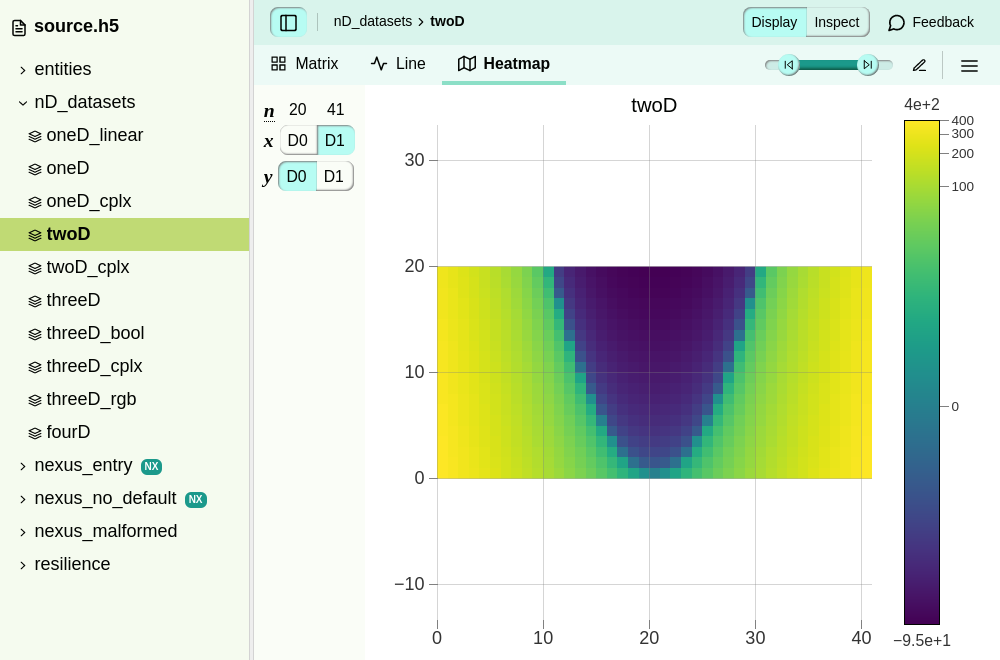 source.h5
entities
nD_datasets
oneD_linear
oneD
oneD_cplx
twoD
twoD_cplx
threeD
threeD_bool
threeD_cplx
threeD_rgb
fourD
nexus_entry NX
nexus_no_default NX
nexus_malformed
resilience
nD_datasets › twoD
Display Inspect Feedback
Matrix Line Heatmap
n 20 41
x D0 D1
y D0 D1
twoD
30
20
10
0
−10
0 10 20 30 40
4e+2
400
300
200
100
0
−9.5e+1